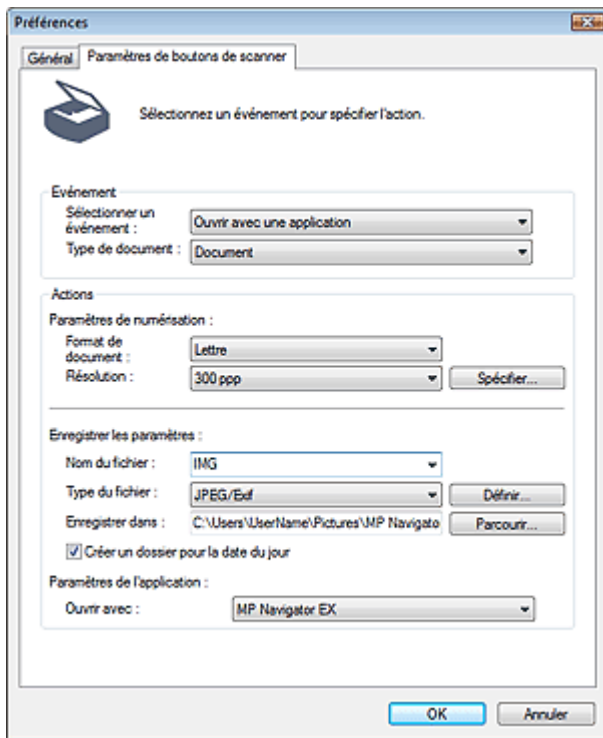 Préférences
Général
Paramètres de boutons de scanner
Sélectionnez un événement pour spécifier l'action.
Evénement
Sélectionner un
événement :
Ouvrir avec une application
Type de document :
Document
Actions
Paramètres de numérisation :
Format de
document :
Lettre
Résolution :
300 ppp
Spécifier...
Enregistrer les paramètres :
Nom du fichier :
IMG
Type du fichier :
JPEG/Exif
Définir...
Enregistrer dans :
C:\Users\UserName\Pictures\MP Navigato
Parcourir...
Créer un dossier pour la date du jour
Paramètres de l'application :
Ouvrir avec :
MP Navigator EX
OK
Annuler